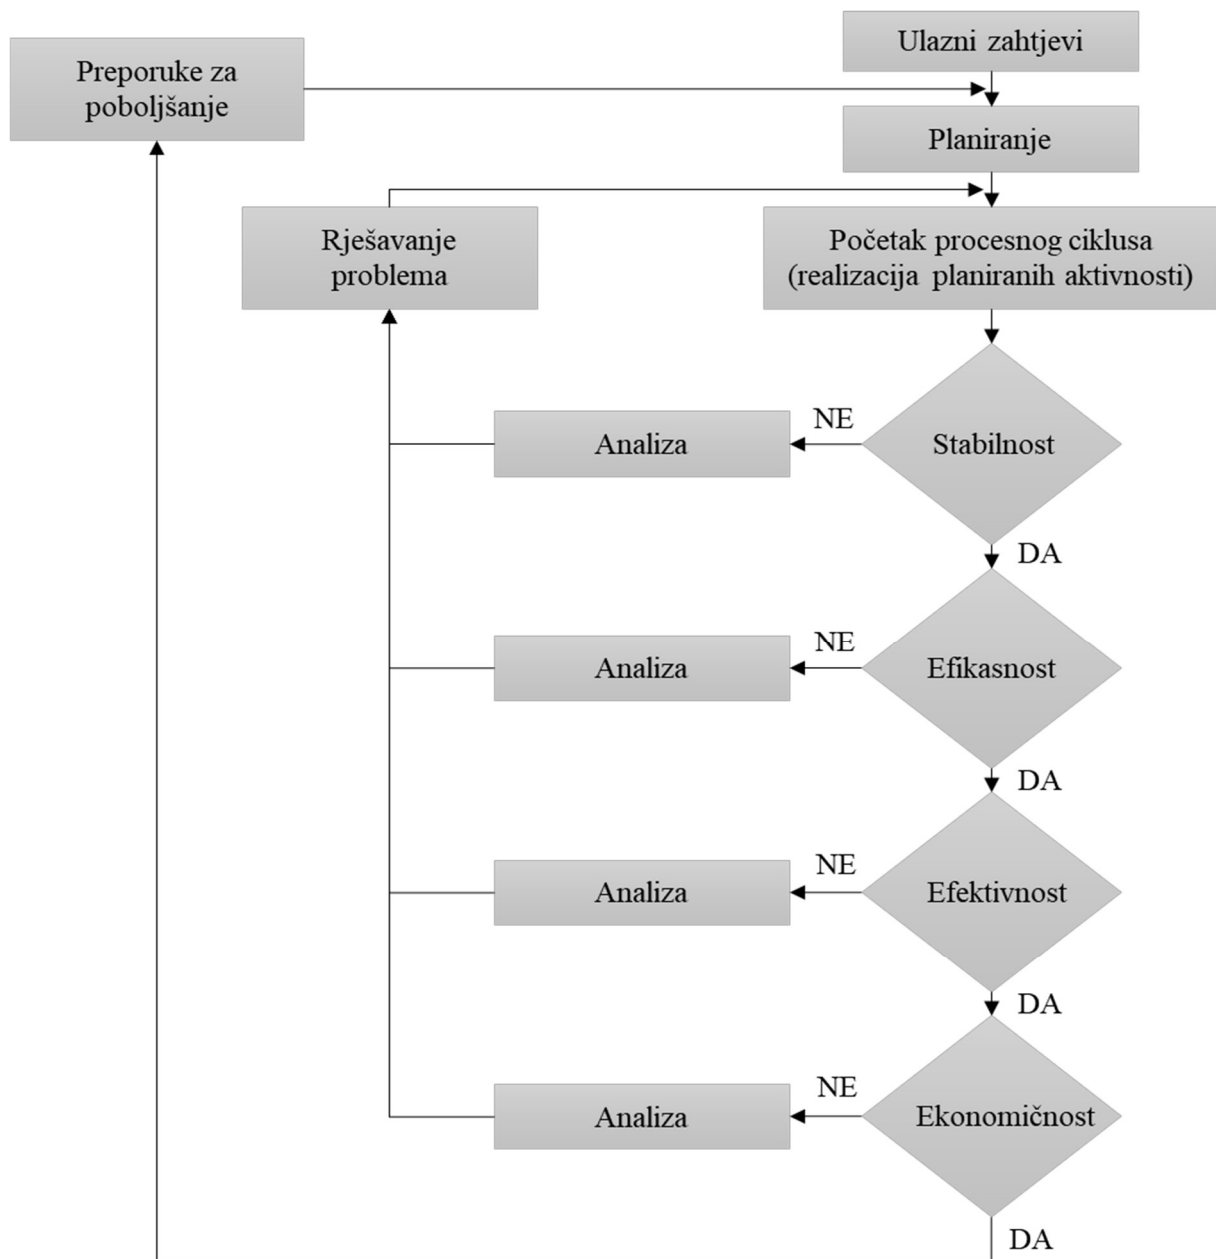 Ulazni zahtjevi
Preporuke za
poboljšanje
Planiranje
Rješavanje
problema
Početak procesnog ciklusa
(realizacija planiranih aktivnosti)
Analiza
NE
Stabilnost
DA
Analiza
NE
Efikasnost
DA
Analiza
NE
Efektivnost
DA
Analiza
NE
Ekonomičnost
DA